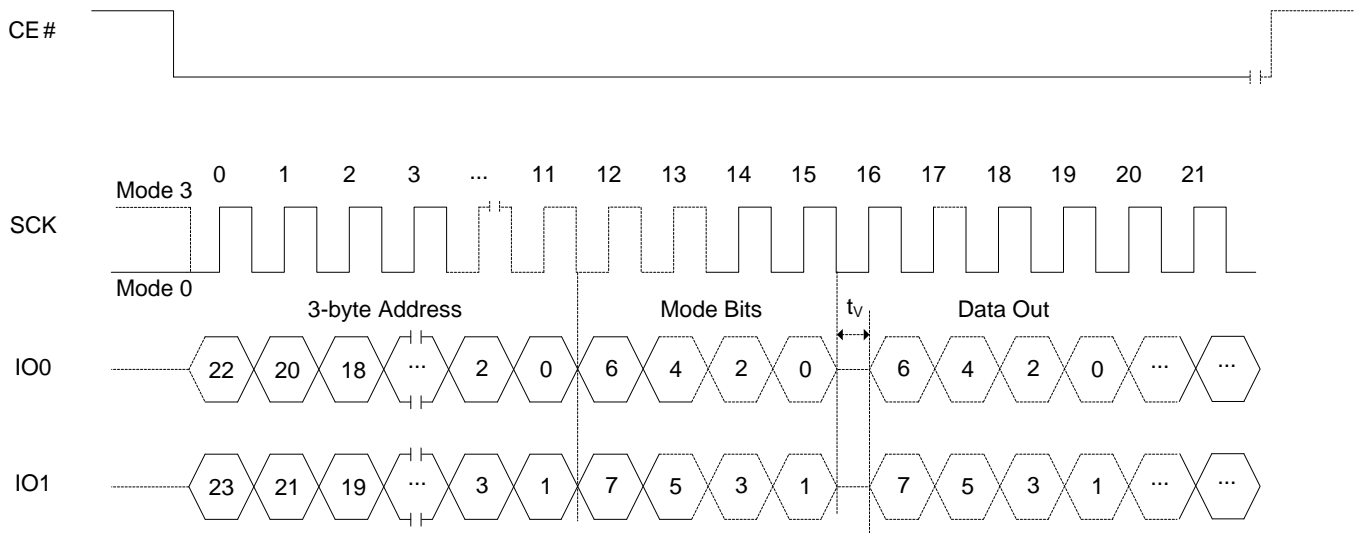 CE#
0 1 2 3 ... 11 12 13 14 15 16 17 18 19 20 21
Mode 3
SCK
Mode 0
3-byte Address Mode Bits tV Data Out
IO0 22 20 18 ... 2 0 6 4 2 0 6 4 2 0 ... ...
IO1 23 21 19 ... 3 1 7 5 3 1 7 5 3 1 ... ...